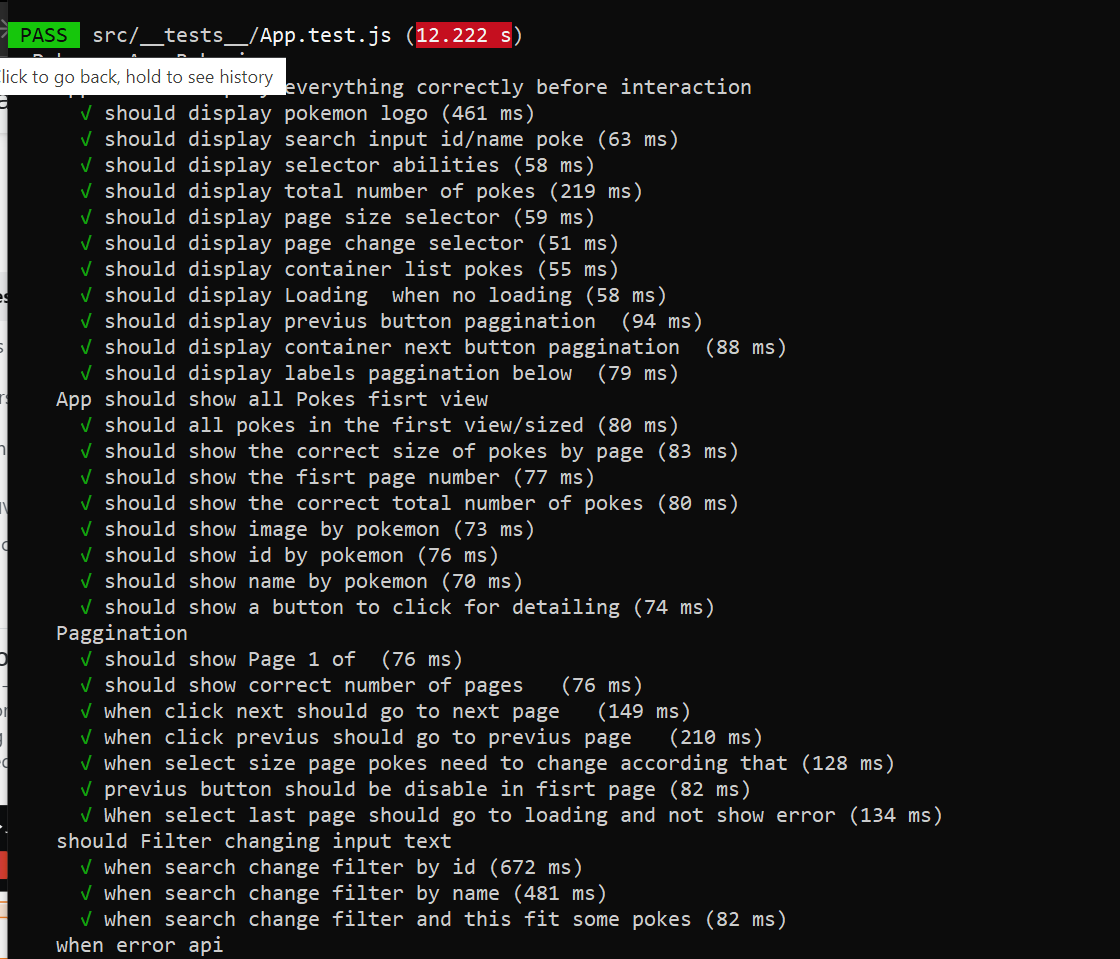 PASS src/__tests__/App.test.js (12.222 s)
lick to go back, hold to see history
everything correctly before interaction
√ should display pokemon logo (461 ms)
√ should display search input id/name poke (63 ms)
√ should display selector abilities (58 ms)
√ should display total number of pokes (219 ms)
√ should display page size selector (59 ms)
√ should display page change selector (51 ms)
√ should display container list pokes (55 ms)
√ should display Loading  when no loading (58 ms)
√ should display previus button paggination  (94 ms)
√ should display container next button paggination  (88 ms)
√ should display labels paggination below  (79 ms)
App should show all Pokes fisrt view
√ should all pokes in the first view/sized (80 ms)
√ should show the correct size of pokes by page (83 ms)
√ should show the fisrt page number (77 ms)
√ should show the correct total number of pokes (80 ms)
√ should show image by pokemon (73 ms)
√ should show id by pokemon (76 ms)
√ should show name by pokemon (70 ms)
√ should show a button to click for detailing (74 ms)
Paggination
√ should show Page 1 of  (76 ms)
√ should show correct number of pages   (76 ms)
√ when click next should go to next page   (149 ms)
√ when click previus should go to previus page   (210 ms)
√ when select size page pokes need to change according that (128 ms)
√ previus button should be disable in fisrt page (82 ms)
√ When select last page should go to loading and not show error (134 ms)
should Filter changing input text
√ when search change filter by id (672 ms)
√ when search change filter by name (481 ms)
√ when search change filter and this fit some pokes (82 ms)
when error api